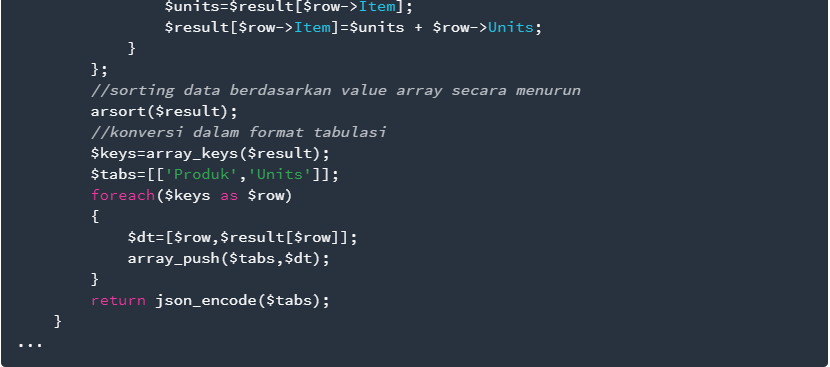 $units=$result[$row->Item];
$result[$row->Item]=$units + $row->Units;
}
};
//sorting data berdasarkan value array secara menurun
arsort($result);
//konversi dalam format tabulasi
$keys=array_keys($result);
$tabs=[['Produk','Units']];
foreach($keys as $row)
{
$dt=[$row,$result[$row]];
array_push($tabs,$dt);
}
return json_encode($tabs);
}
...